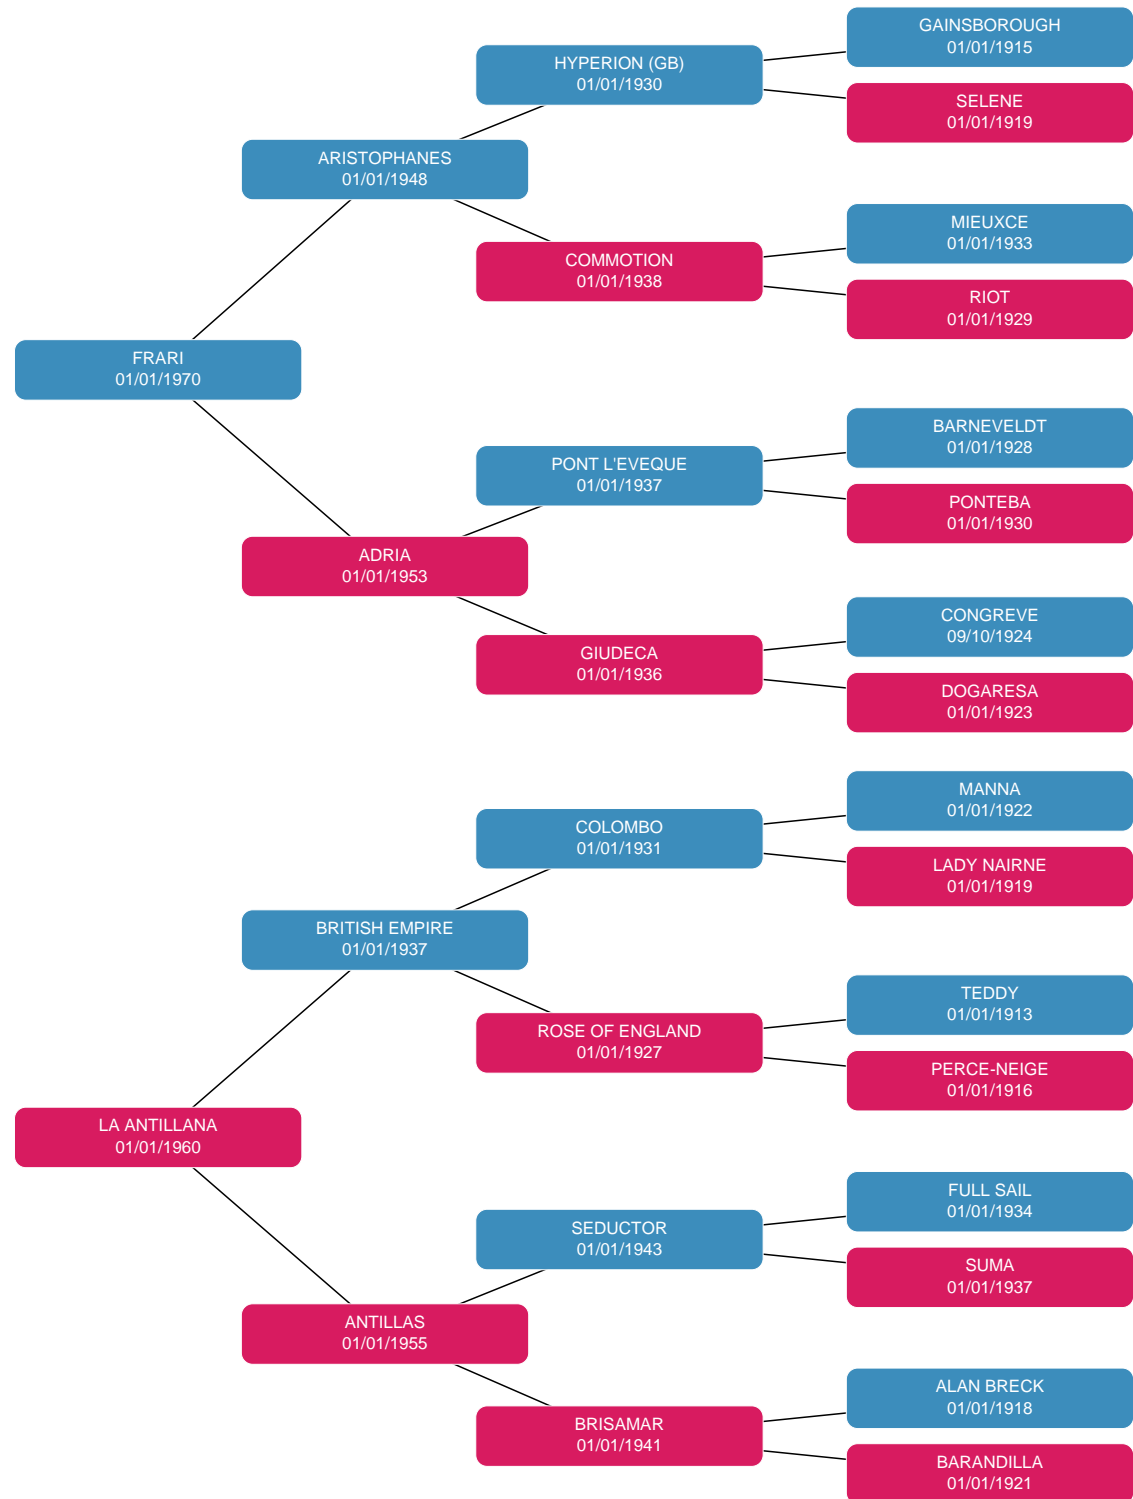 GAINSBOROUGH
01/01/1915
HYPERION (GB)
01/01/1930
SELENE
01/01/1919
ARISTOPHANES
01/01/1948
MIEUXCE
01/01/1933
COMMOTION
01/01/1938
RIOT
01/01/1929
FRARI
01/01/1970
BARNEVELDT
01/01/1928
PONT L'EVEQUE
01/01/1937
PONTEBA
01/01/1930
ADRIA
01/01/1953
CONGREVE
09/10/1924
GIUDECA
01/01/1936
DOGARESA
01/01/1923
MANNA
01/01/1922
COLOMBO
01/01/1931
LADY NAIRNE
01/01/1919
BRITISH EMPIRE
01/01/1937
TEDDY
01/01/1913
ROSE OF ENGLAND
01/01/1927
PERCE-NEIGE
01/01/1916
LA ANTILLANA
01/01/1960
FULL SAIL
01/01/1934
SEDUCTOR
01/01/1943
SUMA
01/01/1937
ANTILLAS
01/01/1955
ALAN BRECK
01/01/1918
BRISAMAR
01/01/1941
BARANDILLA
01/01/1921